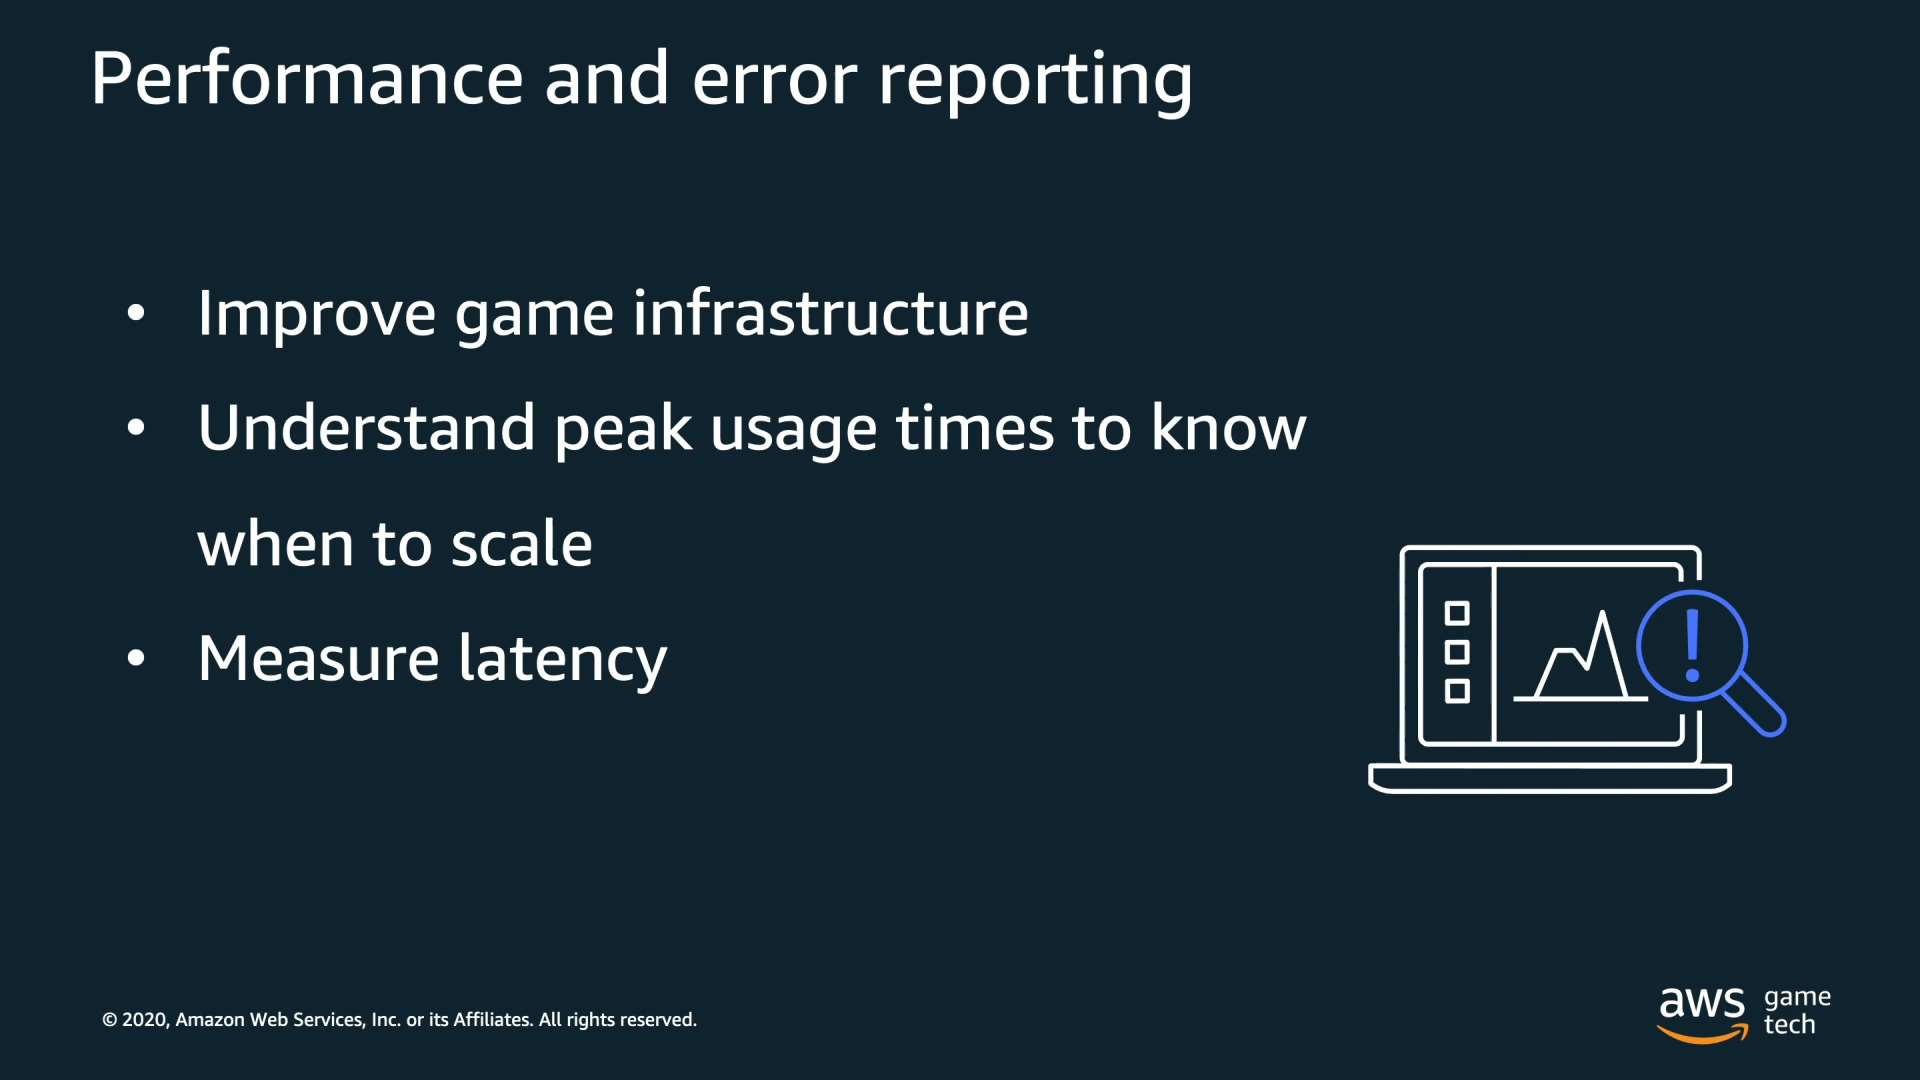 Performance and error reporting
• Improve game infrastructure
• Understand peak usage times to know
when to scale
• Measure latency
!
© 2020, Amazon Web Services, Inc. or its Affiliates. All rights reserved.
aws game
tech